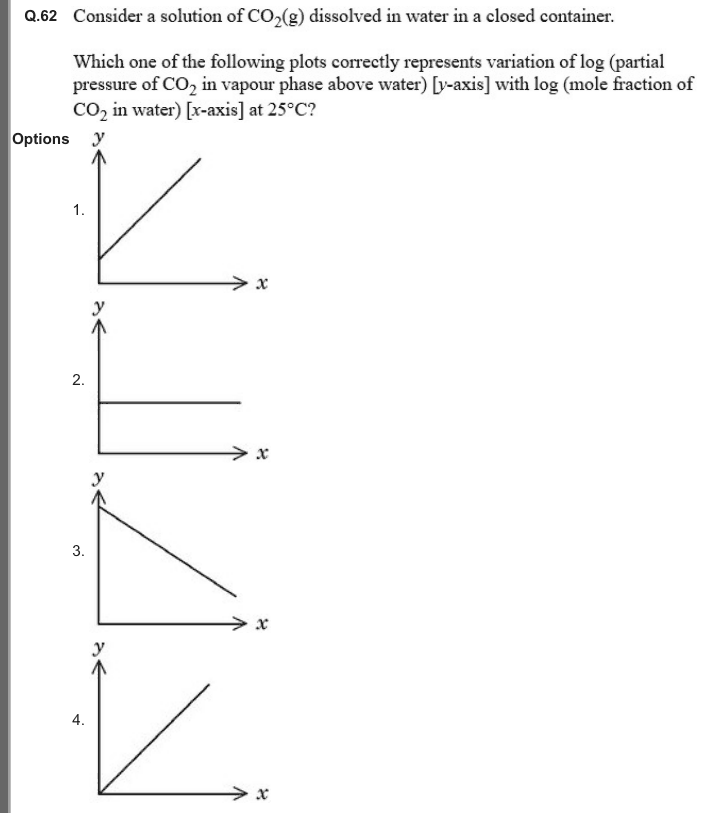 Q.62 Consider a solution of CO₂(g) dissolved in water in a closed container.
Which one of the following plots correctly represents variation of log (partial
pressure of CO₂ in vapour phase above water) [y-axis] with log (mole fraction of
CO₂ in water) [x-axis] at 25°C?
Options y
1.
x
y
2.
x
y
3.
x
y
4.
x